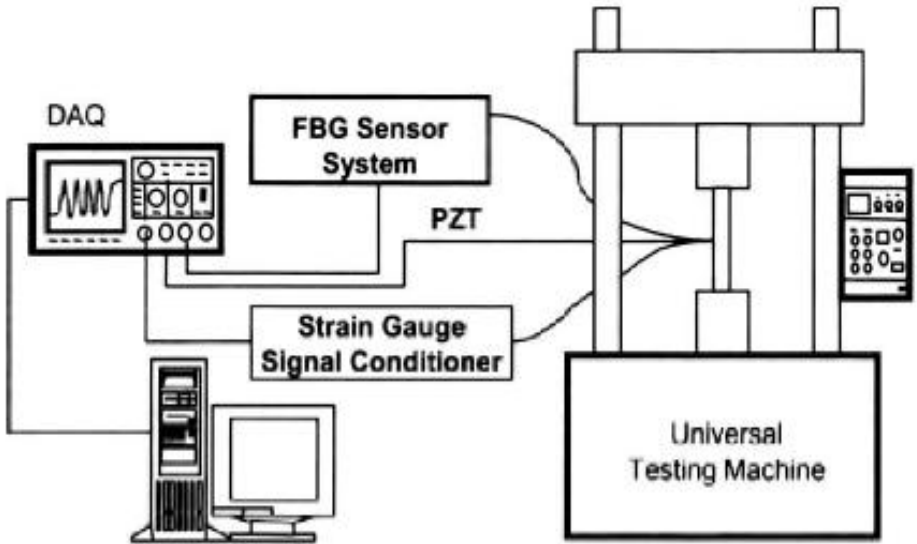 DAQ
FBG Sensor
System
PZT
Strain Gauge
Signal Conditioner
Universal
Testing Machine